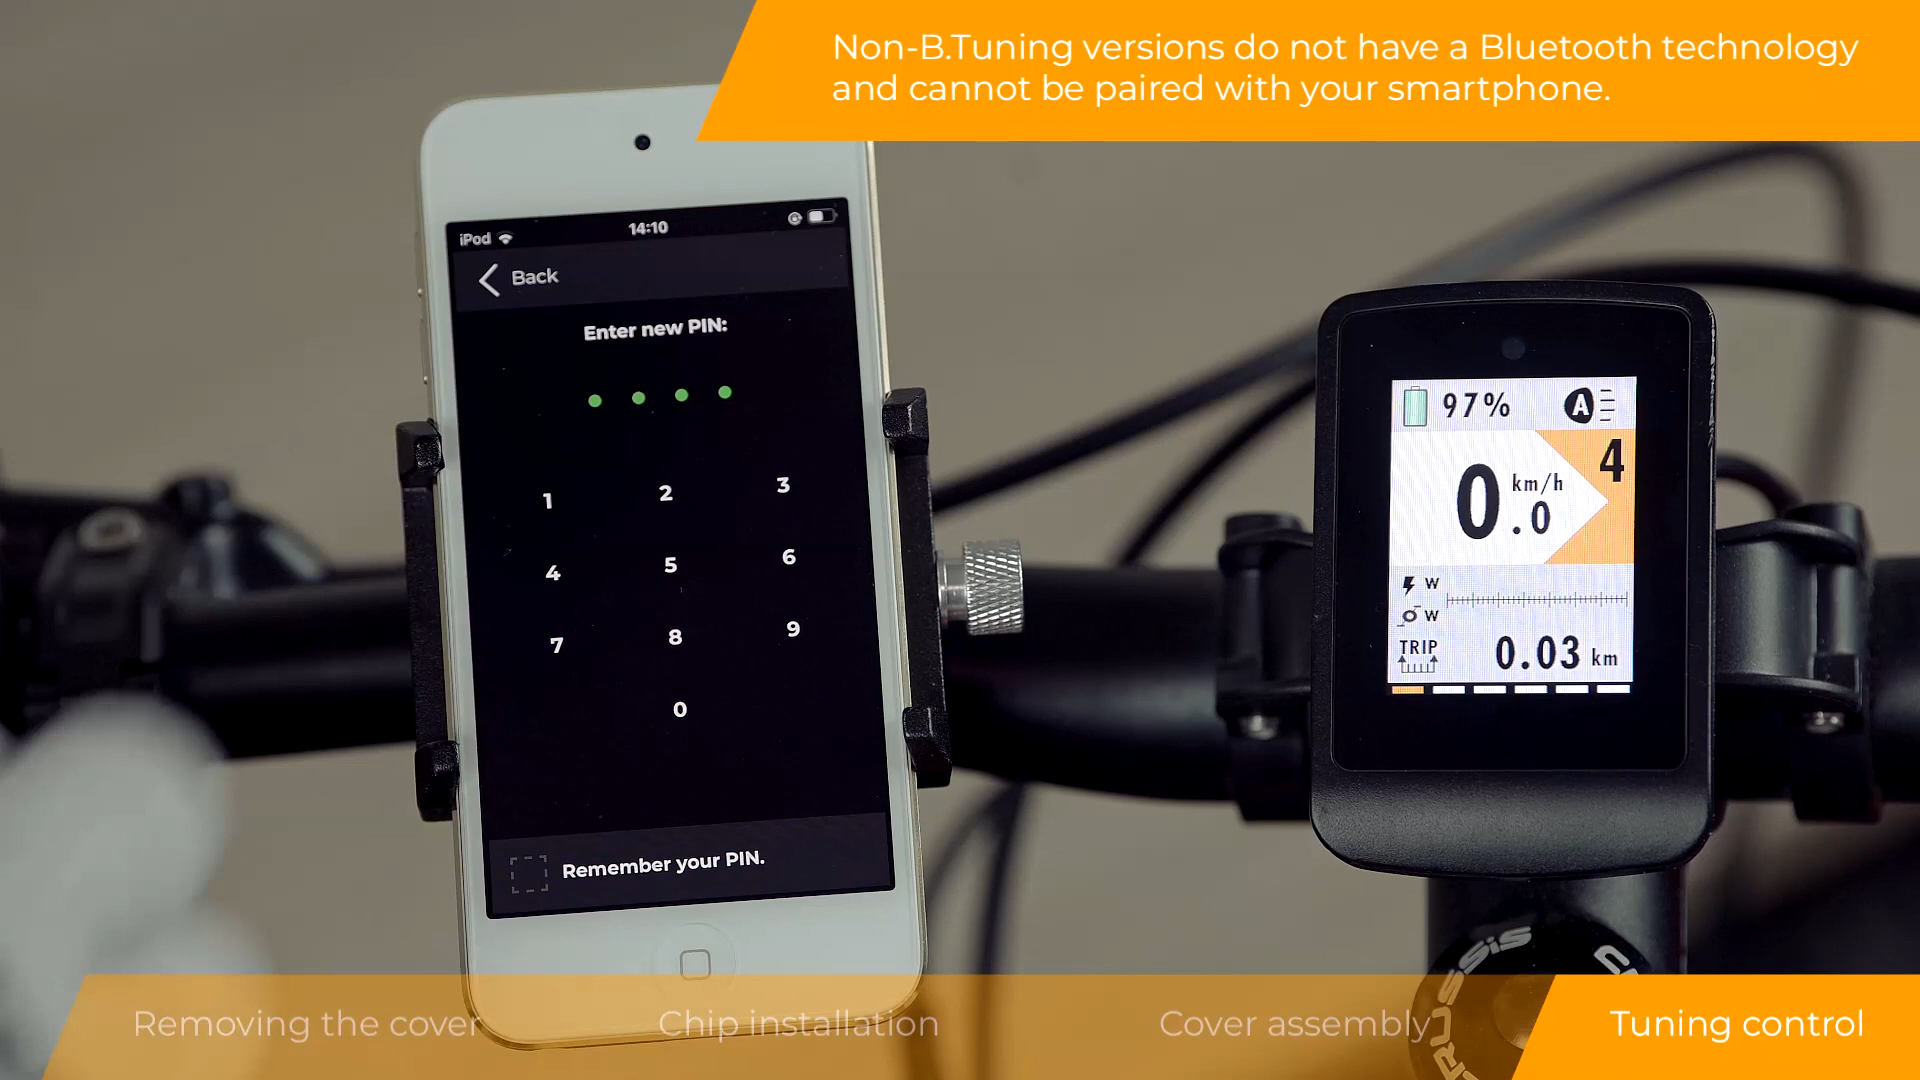 Non-B.Tuning versions do not have a Bluetooth technology
and cannot be paired with your smartphone.
iPod 14:10
Back
Enter new PIN:
1 2 3
4 5 6
7 8 9
0
Remember your PIN.
97% A
4
0.0 km/h
W
W
TRIP
0.03 km
Removing the cover Chip installation Cover assembly Tuning control